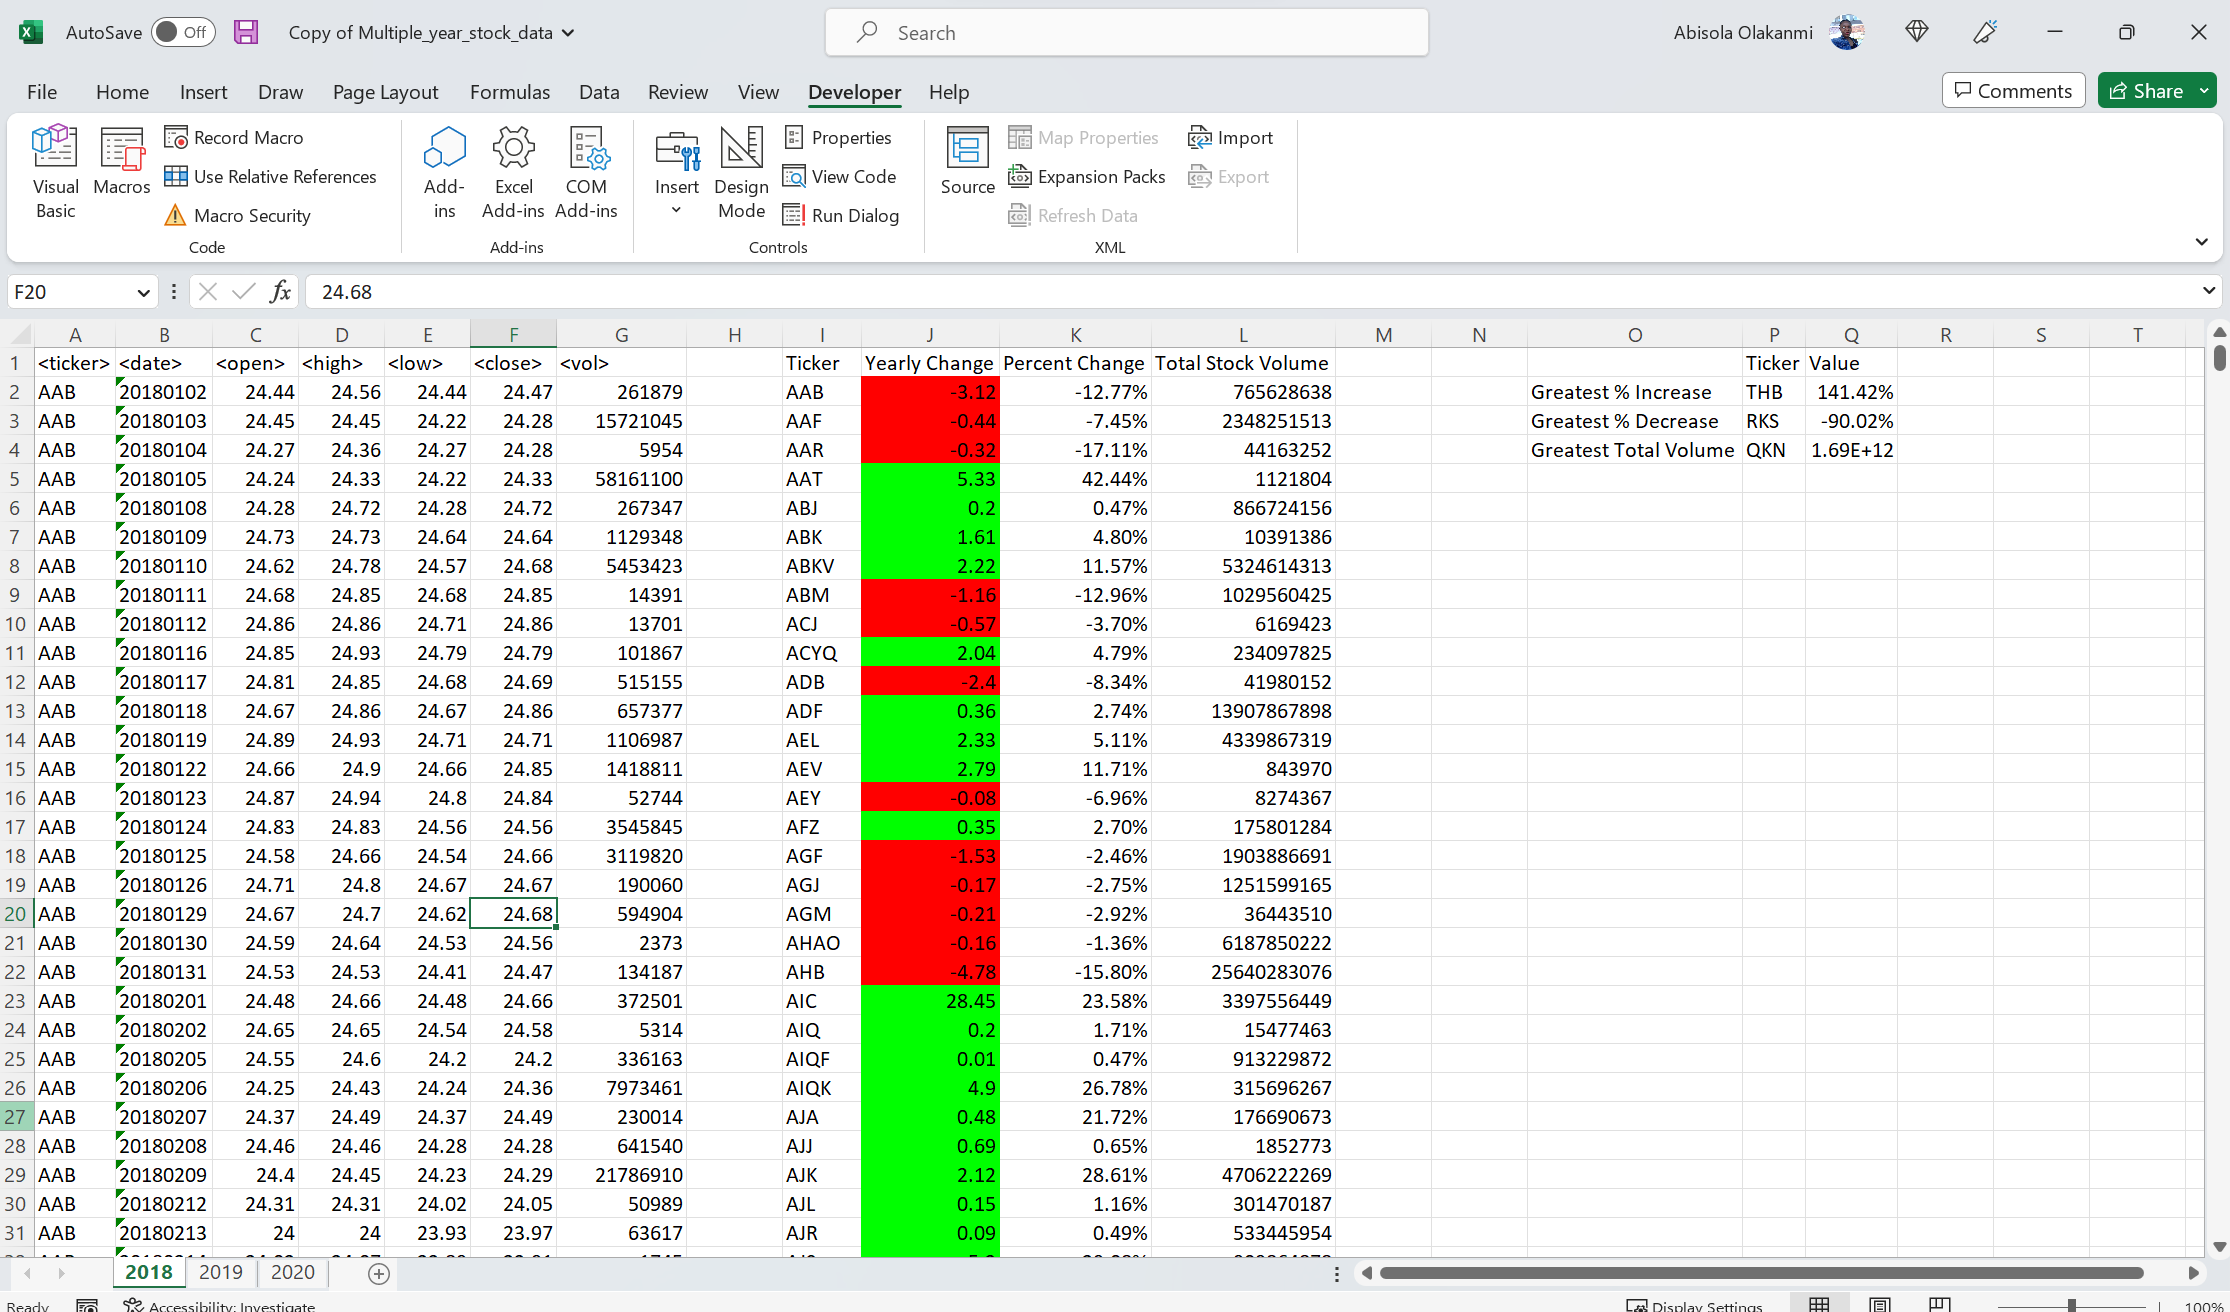 AutoSave Off Copy of Multiple_year_stock_data Search Abisola Olakanmi
File Home Insert Draw Page Layout Formulas Data Review View Developer Help Comments Share
Visual Basic Macros Record Macro Use Relative References Macro Security Code
Add-ins Excel Add-ins COM Add-ins Add-ins
Insert Design Mode Properties View Code Run Dialog Controls
Source Map Properties Expansion Packs Refresh Data Import Export XML
F20 fx 24.68
A B C D E F G H I J K L M N O P Q R S T
1 <ticker> <date> <open> <high> <low> <close> <vol> Ticker Yearly Change Percent Change Total Stock Volume Ticker Value
2 AAB 20180102 24.44 24.56 24.44 24.47 261879 AAB -3.12 -12.77% 765628638 Greatest % Increase THB 141.42%
3 AAB 20180103 24.45 24.45 24.22 24.28 15721045 AAF -0.44 -7.45% 2348251513 Greatest % Decrease RKS -90.02%
4 AAB 20180104 24.27 24.36 24.27 24.28 5954 AAR -0.32 -17.11% 44163252 Greatest Total Volume QKN 1.69E+12
5 AAB 20180105 24.24 24.33 24.22 24.33 58161100 AAT 5.33 42.44% 1121804
6 AAB 20180108 24.28 24.72 24.28 24.72 267347 ABJ 0.2 0.47% 866724156
7 AAB 20180109 24.73 24.73 24.64 24.64 1129348 ABK 1.61 4.80% 10391386
8 AAB 20180110 24.62 24.78 24.57 24.68 5453423 ABKV 2.22 11.57% 5324614313
9 AAB 20180111 24.68 24.85 24.68 24.85 14391 ABM -1.16 -12.96% 1029560425
10 AAB 20180112 24.86 24.86 24.71 24.86 13701 ACJ -0.57 -3.70% 6169423
11 AAB 20180116 24.85 24.93 24.79 24.79 101867 ACYQ 2.04 4.79% 234097825
12 AAB 20180117 24.81 24.85 24.68 24.69 515155 ADB -2.4 -8.34% 41980152
13 AAB 20180118 24.67 24.86 24.67 24.86 657377 ADF 0.36 2.74% 13907867898
14 AAB 20180119 24.89 24.93 24.71 24.71 1106987 AEL 2.33 5.11% 4339867319
15 AAB 20180122 24.66 24.9 24.66 24.85 1418811 AEV 2.79 11.71% 843970
16 AAB 20180123 24.87 24.94 24.8 24.84 52744 AEY -0.08 -6.96% 8274367
17 AAB 20180124 24.83 24.83 24.56 24.56 3545845 AFZ 0.35 2.70% 175801284
18 AAB 20180125 24.58 24.66 24.54 24.66 3119820 AGF -1.53 -2.46% 1903886691
19 AAB 20180126 24.71 24.8 24.67 24.67 190060 AGJ -0.17 -2.75% 1251599165
20 AAB 20180129 24.67 24.7 24.62 24.68 594904 AGM -0.21 -2.92% 36443510
21 AAB 20180130 24.59 24.64 24.53 24.56 2373 AHAO -0.16 -1.36% 6187850222
22 AAB 20180131 24.53 24.53 24.41 24.47 134187 AHB -4.78 -15.80% 25640283076
23 AAB 20180201 24.48 24.66 24.48 24.66 372501 AIC 28.45 23.58% 3397556449
24 AAB 20180202 24.65 24.65 24.54 24.58 5314 AIQ 0.2 1.71% 15477463
25 AAB 20180205 24.55 24.6 24.2 24.2 336163 AIQF 0.01 0.47% 913229872
26 AAB 20180206 24.25 24.43 24.24 24.36 7973461 AIQK 4.9 26.78% 315696267
27 AAB 20180207 24.37 24.49 24.37 24.49 230014 AJA 0.48 21.72% 176690673
28 AAB 20180208 24.46 24.46 24.28 24.28 641540 AJJ 0.69 0.65% 1852773
29 AAB 20180209 24.4 24.45 24.23 24.29 21786910 AJK 2.12 28.61% 4706222269
30 AAB 20180212 24.31 24.31 24.02 24.05 50989 AJL 0.15 1.16% 301470187
31 AAB 20180213 24 24 23.93 23.97 63617 AJR 0.09 0.49% 533445954
2018 2019 2020
Ready Accessibility: Investigate Display Settings 100%